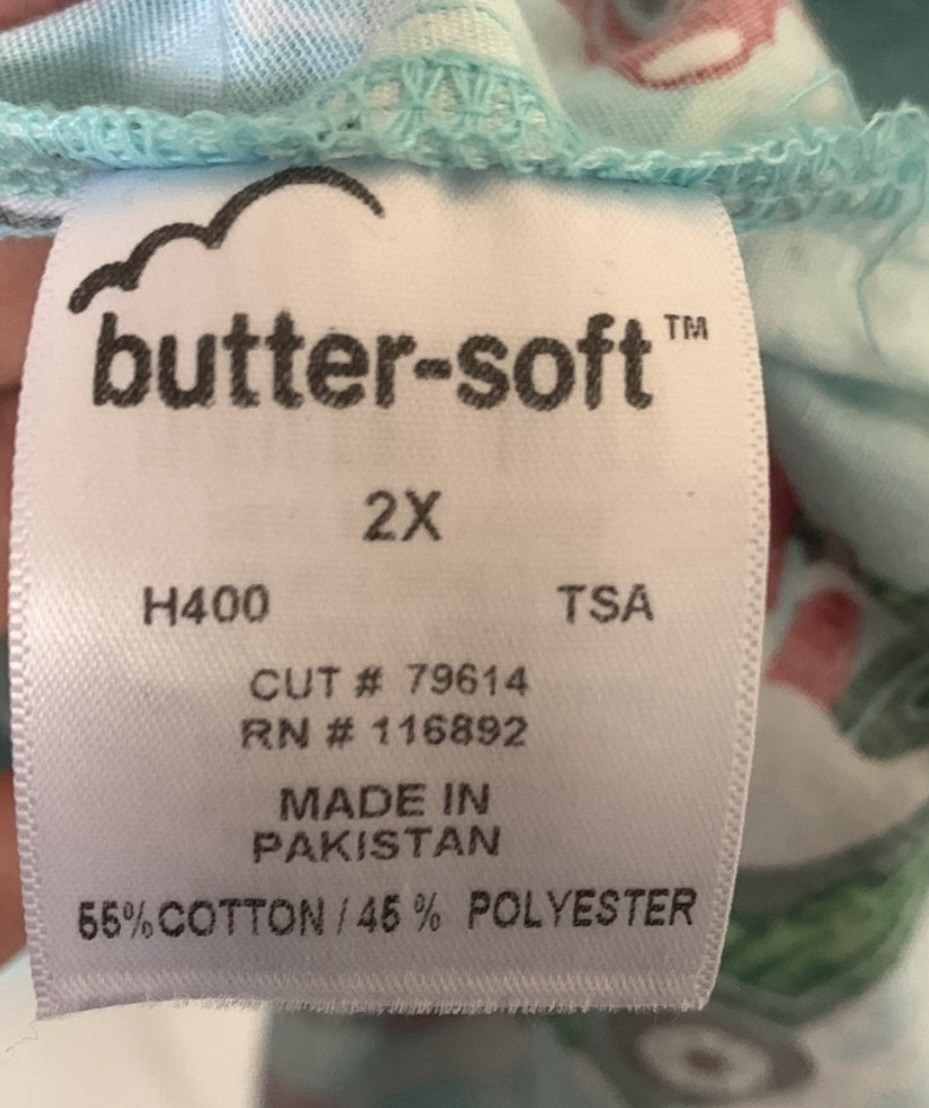 butter-soft™
2X
H400 TSA
CUT # 79614
RN # 116892
MADE IN
PAKISTAN
55% COTTON / 45 % POLYESTER